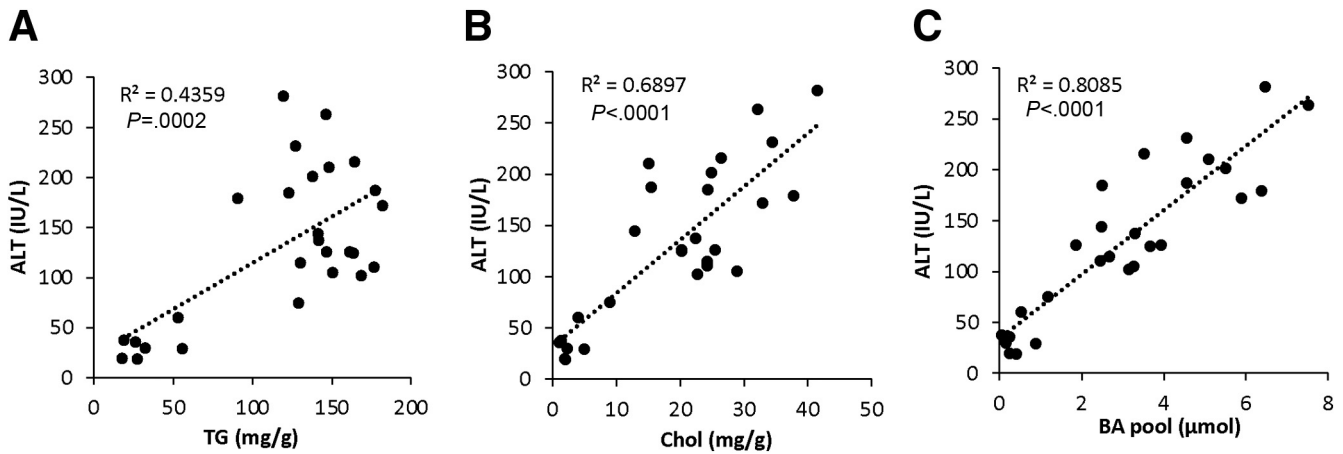 A
R² = 0.4359
P=.0002
300
250
200
150
100
50
0
ALT (IU/L)
0 50 100 150 200
TG (mg/g)
B
R² = 0.6897
P<.0001
300
250
200
150
100
50
0
ALT (IU/L)
0 10 20 30 40 50
Chol (mg/g)
C
R² = 0.8085
P<.0001
300
250
200
150
100
50
0
ALT (IU/L)
0 2 4 6 8
BA pool (μmol)